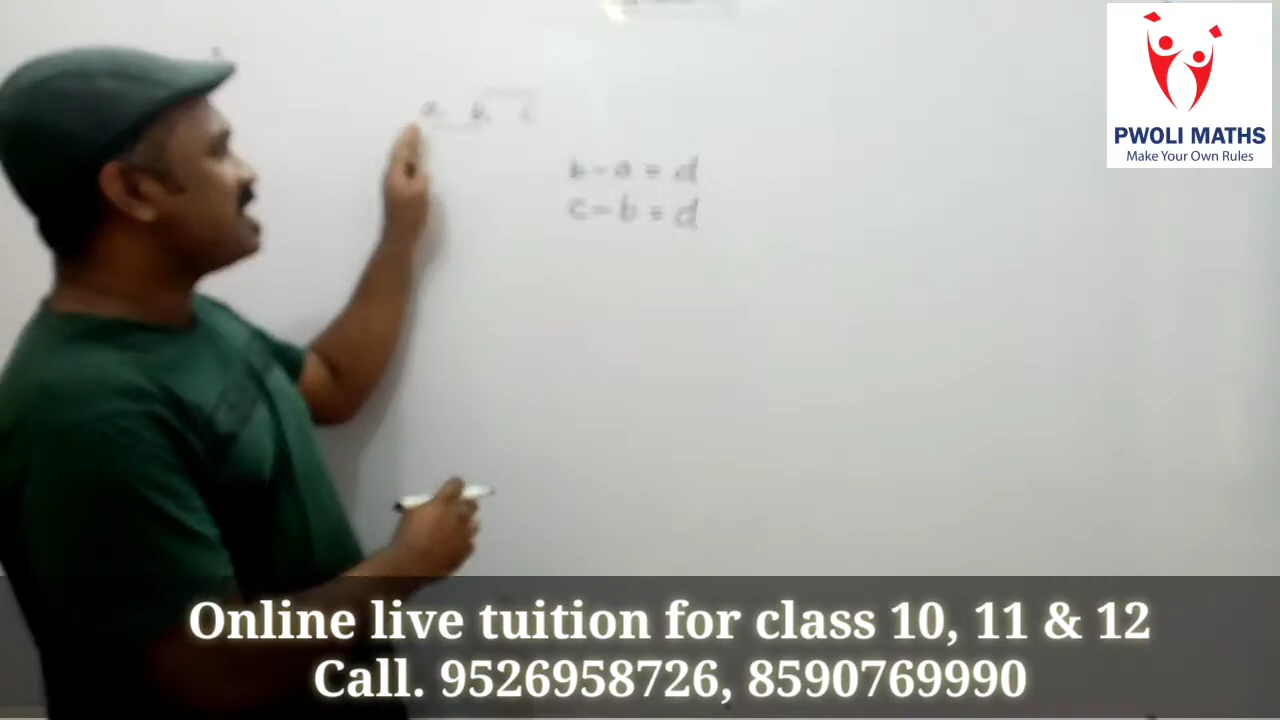 a, b, c
b - a = d
c - b = d
PWOLI MATHS
Make Your Own Rules
Online live tuition for class 10, 11 & 12
Call. 9526958726, 8590769990